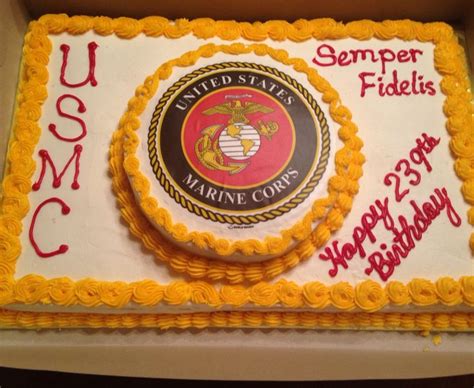 USMC
UNITED STATES
MARINE CORPS
Semper
Fidelis
Happy 239th
Birthday